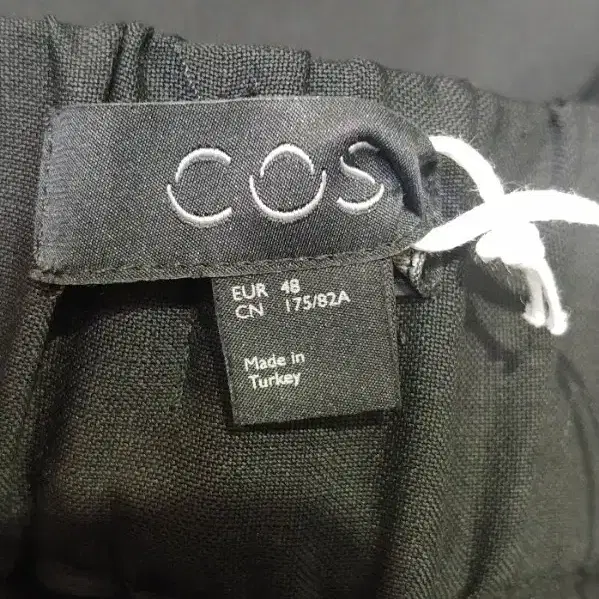 COS
EUR 48
CN 175/82A
Made in
Turkey